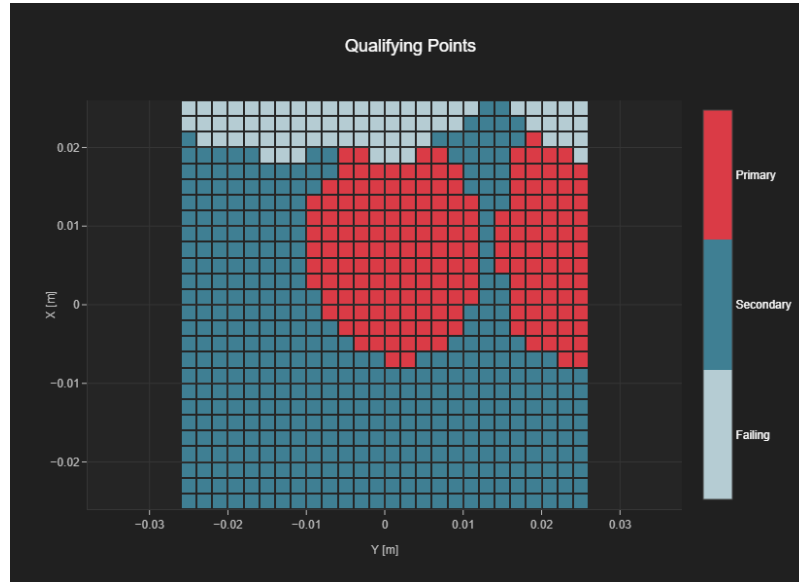 Qualifying Points
0.02
0.01
0
−0.01
−0.02
X [m]
−0.03
−0.02
−0.01
0
0.01
0.02
0.03
Y [m]
Primary
Secondary
Failing